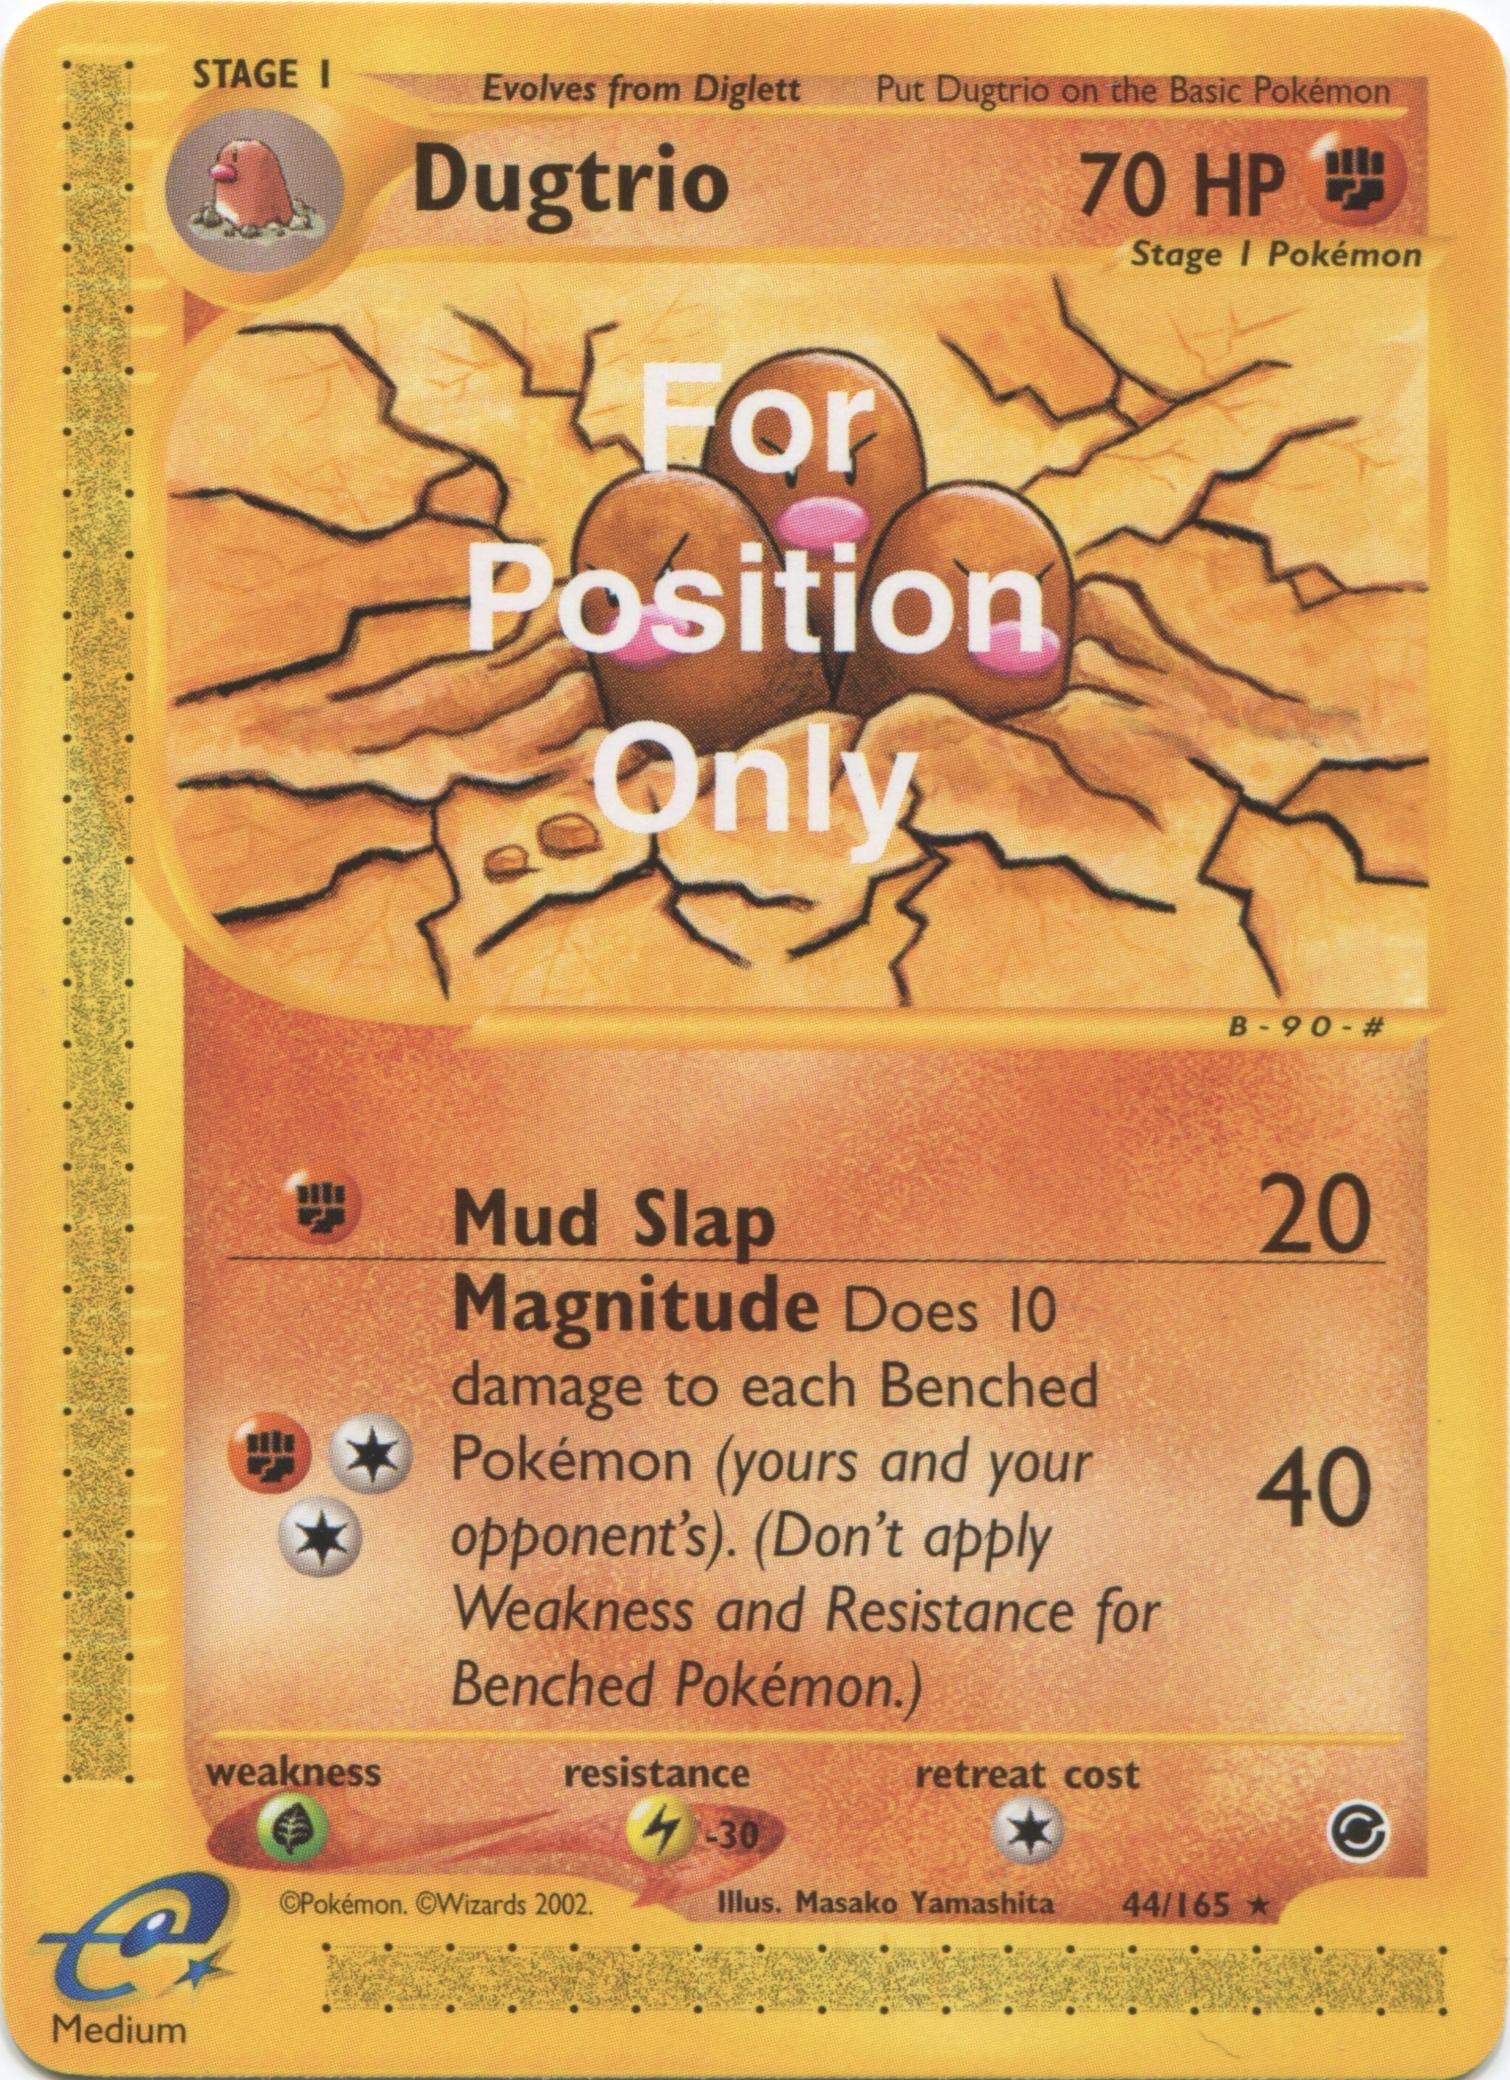 STAGE 1
Evolves from Diglett Put Dugtrio on the Basic Pokémon
Dugtrio 70 HP
Stage 1 Pokémon
For
Position
Only
B-90-#
Mud Slap 20
Magnitude Does 10
damage to each Benched
Pokémon (yours and your
opponent's). (Don't apply
Weakness and Resistance for
Benched Pokémon.)
40
weakness resistance retreat cost
-30
©Pokémon. ©Wizards 2002. Illus. Masako Yamashita 44/165 ★
e
Medium